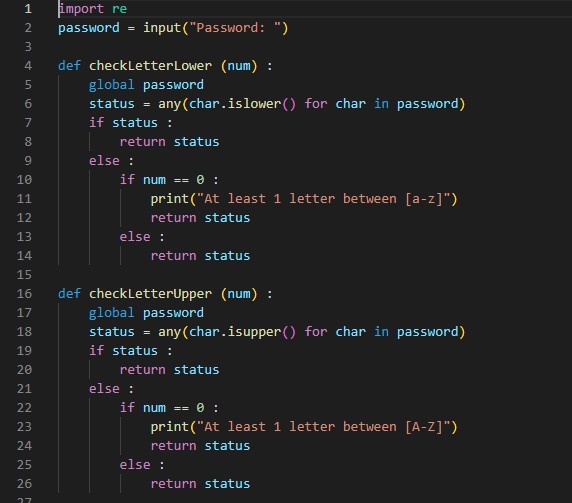 1 import re
2 password = input("Password: ")
3
4 def checkLetterLower (num) :
5     global password
6     status = any(char.islower() for char in password)
7     if status :
8         return status
9     else :
10         if num == 0 :
11             print("At least 1 letter between [a-z]")
12             return status
13         else :
14             return status
15
16 def checkLetterUpper (num) :
17     global password
18     status = any(char.isupper() for char in password)
19     if status :
20         return status
21     else :
22         if num == 0 :
23             print("At least 1 letter between [A-Z]")
24             return status
25         else :
26             return status
27